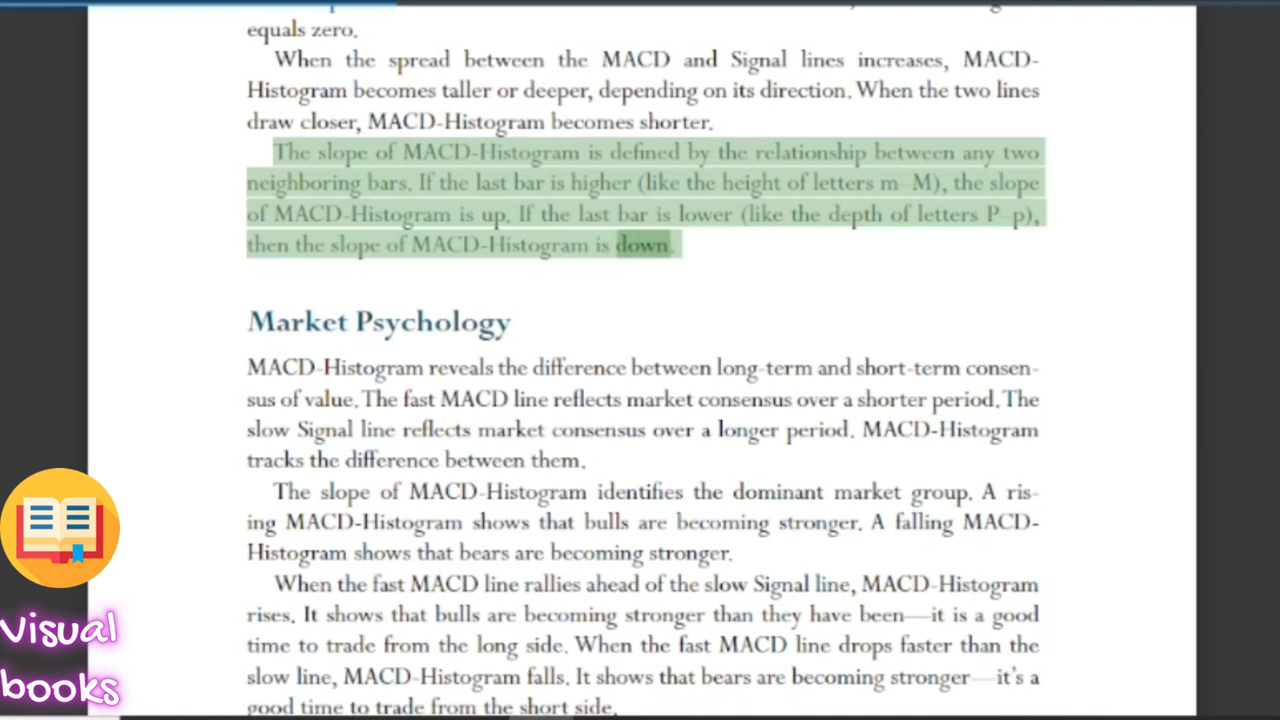 equals zero.
When the spread between the MACD and Signal lines increases, MACD-
Histogram becomes taller or deeper, depending on its direction. When the two lines
draw closer, MACD-Histogram becomes shorter.
The slope of MACD-Histogram is defined by the relationship between any two
neighboring bars. If the last bar is higher (like the height of letters m–M), the slope
of MACD-Histogram is up. If the last bar is lower (like the depth of letters P–p),
then the slope of MACD-Histogram is down.
Market Psychology
MACD-Histogram reveals the difference between long-term and short-term consen-
sus of value. The fast MACD line reflects market consensus over a shorter period. The
slow Signal line reflects market consensus over a longer period. MACD-Histogram
tracks the difference between them.
The slope of MACD-Histogram identifies the dominant market group. A ris-
ing MACD-Histogram shows that bulls are becoming stronger. A falling MACD-
Histogram shows that bears are becoming stronger.
When the fast MACD line rallies ahead of the slow Signal line, MACD-Histogram
rises. It shows that bulls are becoming stronger than they have been—it is a good
time to trade from the long side. When the fast MACD line drops faster than the
slow line, MACD-Histogram falls. It shows that bears are becoming stronger—it's a
good time to trade from the short side.
Visual
books